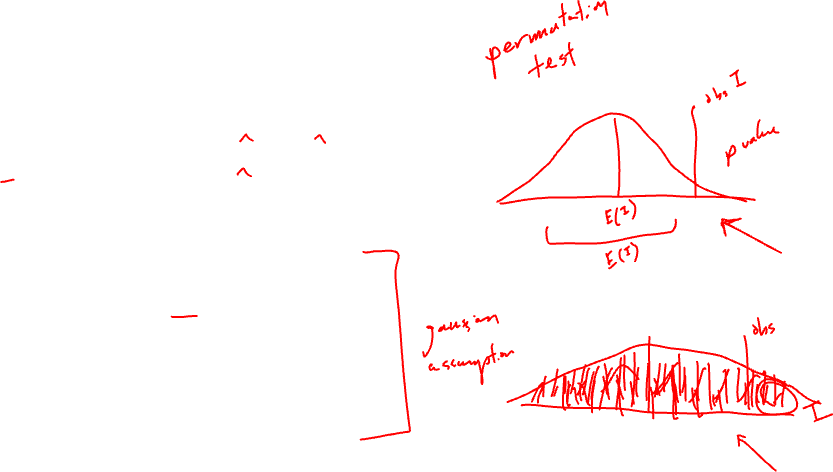 permutation
test
obs I
p value
E(I)
E(I)
gaussian
assumption
obs
I